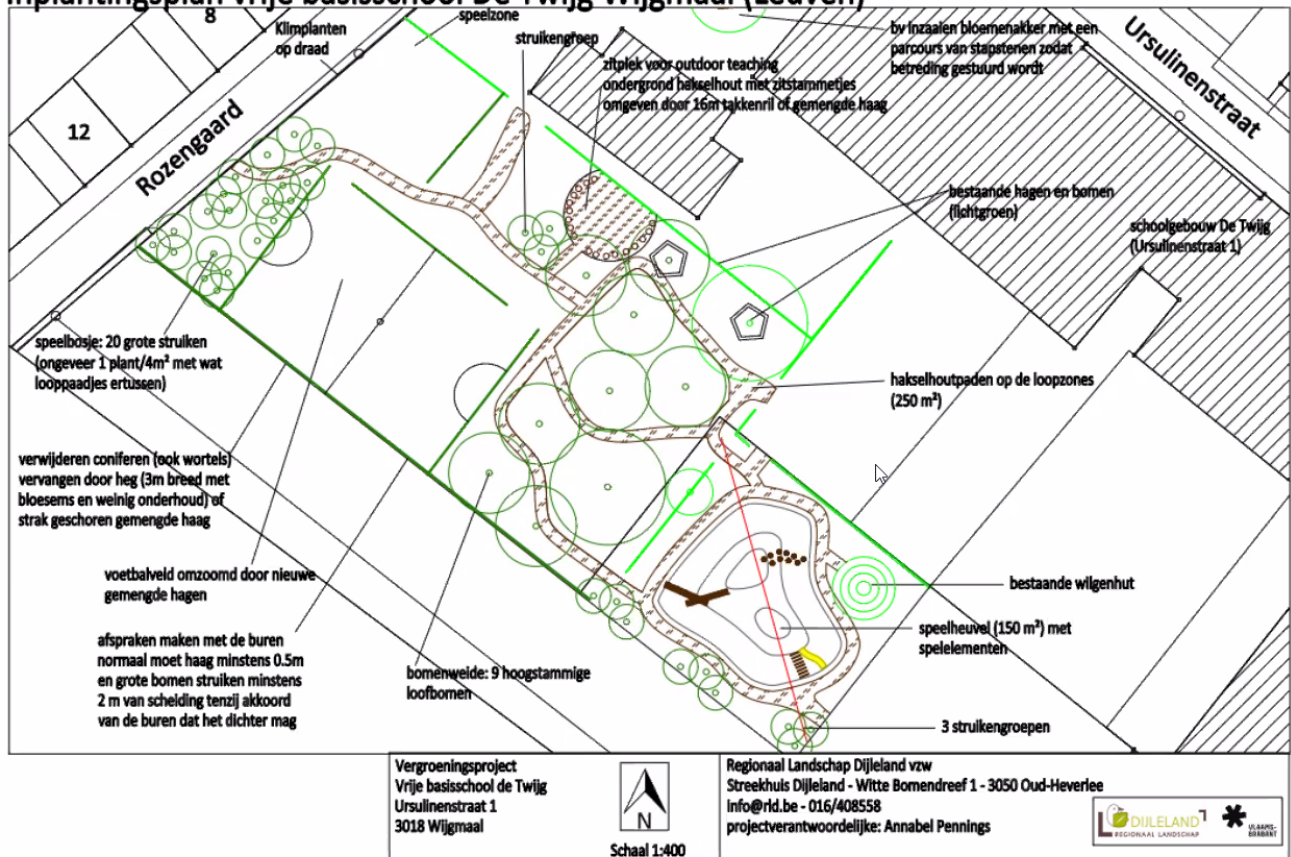 Inplantingsplan vrije basisschool De Twijg Wijgmaal (Leuven)
8
Klimplanten
op draad
speelzone
struikengroep
zitplek voor outdoor teaching
ondergrond hakselhout met zitstammetjes
omgeven door 16m takkenril of gemengde haag
bv inzaaien bloemenakker met een
parcours van stapstenen zodat
betreding gestuurd wordt
Ursulinenstraat
12
Rozengaard
bestaande hagen en bomen
(lichtgroen)
schoolgebouw De Twijg
(Ursulinenstraat 1)
speelbosje: 20 grote struiken
(ongeveer 1 plant/4m² met wat
looppaadjes ertussen)
hakselhoutpaden op de loopzones
(250 m²)
verwijderen coniferen (ook wortels)
vervangen door heg (3m breed met
bloesems en weinig onderhoud) of
strak geschoren gemengde haag
voetbalveld omzoomd door nieuwe
gemengde hagen
bestaande wilgenhut
speelheuvel (150 m²) met
spelelementen
afspraken maken met de buren
normaal moet haag minstens 0.5m
en grote bomen struiken minstens
2 m van scheiding tenzij akkoord
van de buren dat het dichter mag
bomenweide: 9 hoogstammige
loofbomen
3 struikengroepen
Vergroeningsproject
Vrije basisschool de Twijg
Ursulinenstraat 1
3018 Wijgmaal
N
Schaal 1:400
Regionaal Landschap Dijleland vzw
Streekhuis Dijleland - Witte Bomendreef 1 - 3050 Oud-Heverlee
info@rld.be - 016/408558
projectverantwoordelijke: Annabel Pennings
DIJLELAND
REGIONAAL LANDSCHAP
VLAAMS-
BRABANT